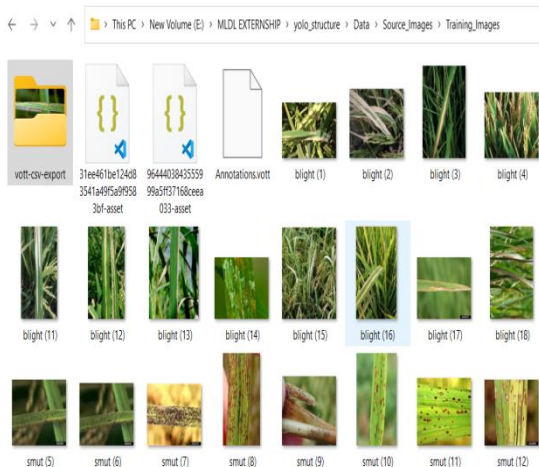 This PC > New Volume (E:) > MLDL EXTERNSHIP > yolo_structure > Data > Source_Images > Training_Images
vott-csv-export
31ee461be124d8
3541a49f5a9f958
3bf-asset
96444038435559
99a5ff37168ceea
033-asset
Annotations.vott
blight (1)
blight (2)
blight (3)
blight (4)
blight (11)
blight (12)
blight (13)
blight (14)
blight (15)
blight (16)
blight (17)
blight (18)
smut (5)
smut (6)
smut (7)
smut (8)
smut (9)
smut (10)
smut (11)
smut (12)